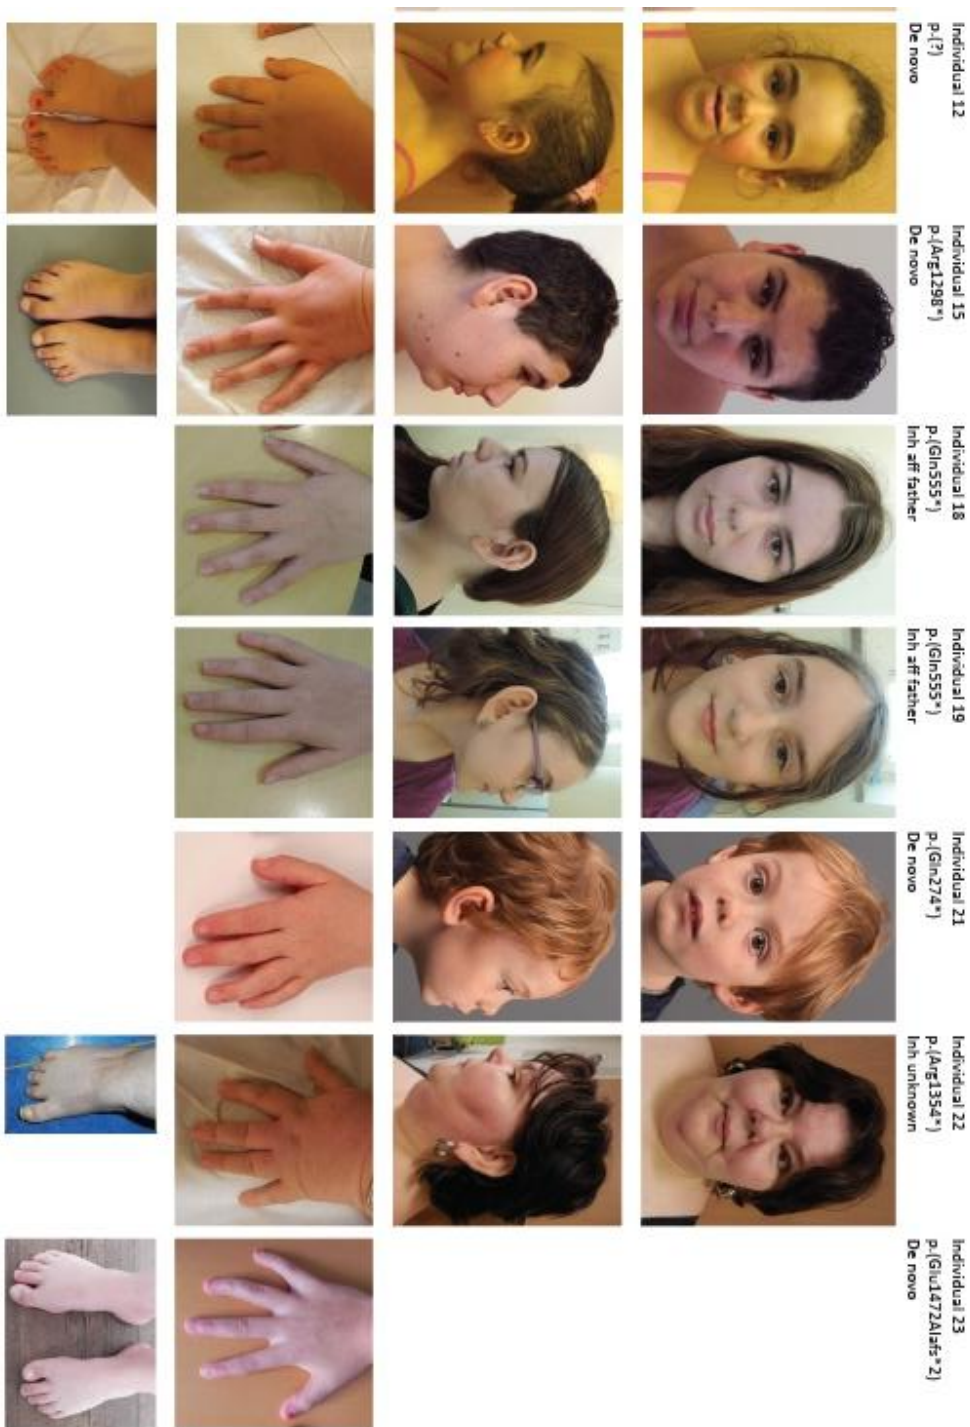 Individual 12
p.(?)
De novo
Individual 15
p.(Arg1298*)
De novo
Individual 18
p.(Gln555*)
Inh aff father
Individual 19
p.(Gln555*)
Inh aff father
Individual 21
p.(Gln274*)
De novo
Individual 22
p.(Arg1354*)
Inh unknown
Individual 23
p.(Glu1472Alafs*2)
De novo